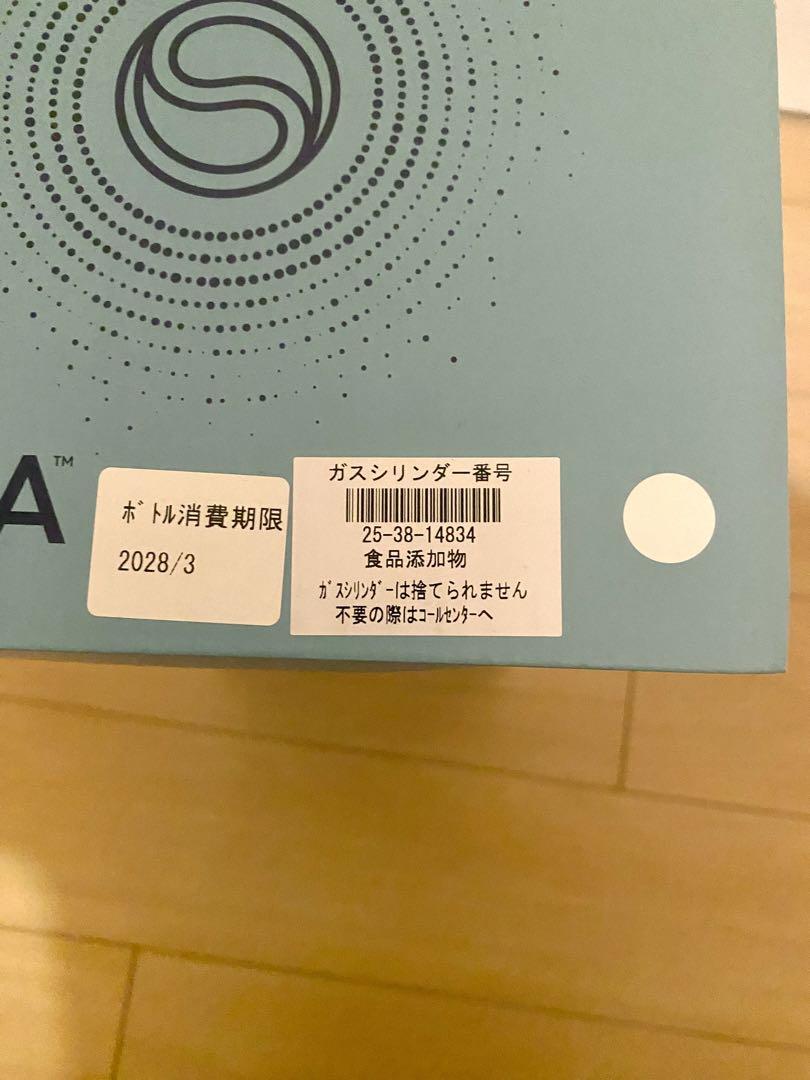 A™
ボトル消費期限
2028/3
ガスシリンダー番号
25-38-14834
食品添加物
ガスシリンダーは捨てられません
不要の際はコールセンターへ